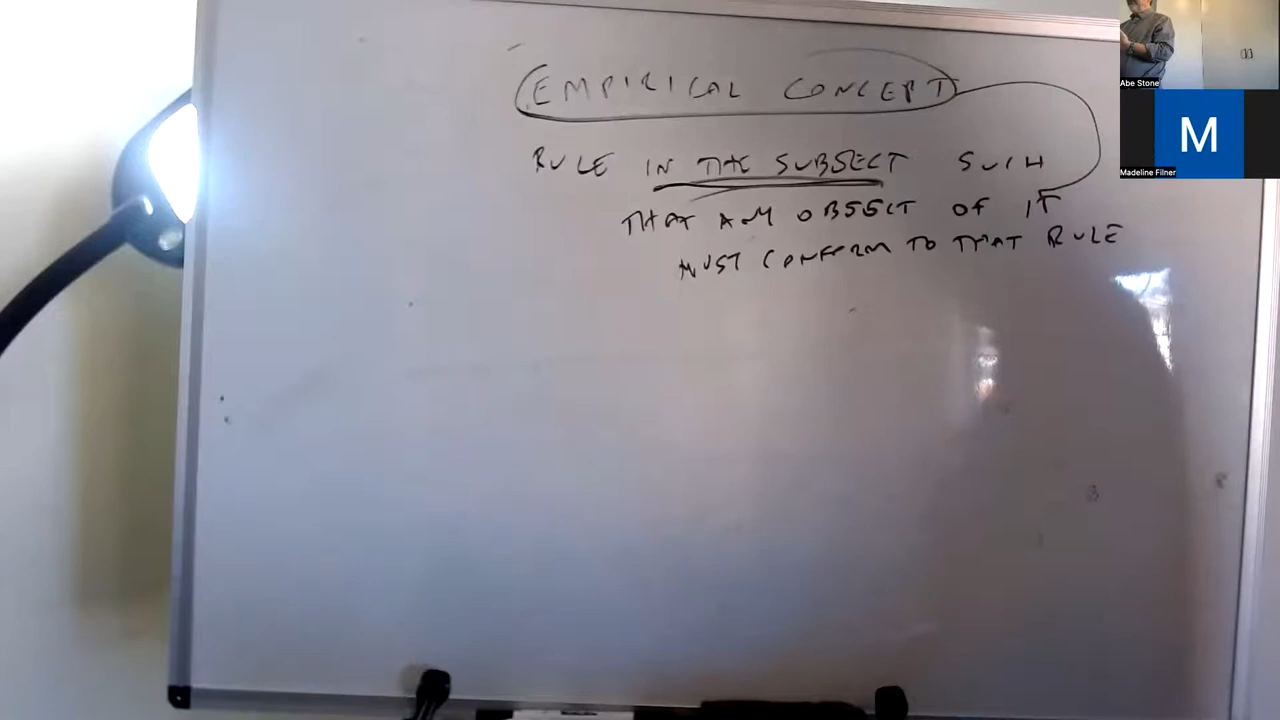 EMPIRICAL CONCEPT
RULE IN THE SUBJECT SUCH
THAT ANY OBJECT OF IT
MUST CONFORM TO THAT RULE
Abe Stone
M
Madeline Filner